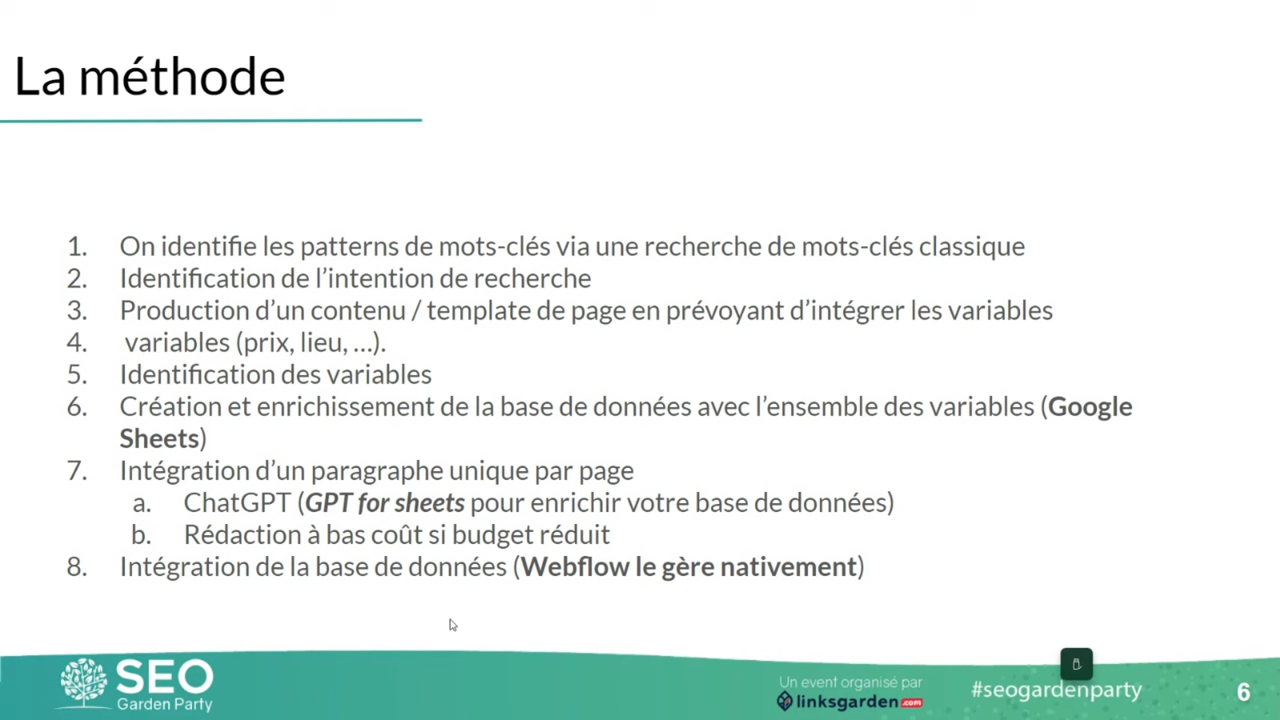 La méthode
1. On identifie les patterns de mots-clés via une recherche de mots-clés classique
2. Identification de l'intention de recherche
3. Production d'un contenu / template de page en prévoyant d'intégrer les variables
4. variables (prix, lieu, ...).
5. Identification des variables
6. Création et enrichissement de la base de données avec l'ensemble des variables (Google
Sheets)
7. Intégration d'un paragraphe unique par page
a. ChatGPT (GPT for sheets pour enrichir votre base de données)
b. Rédaction à bas coût si budget réduit
8. Intégration de la base de données (Webflow le gère nativement)
SEO
Garden Party
Un event organisé par
linksgarden.com
#seogardenparty
6